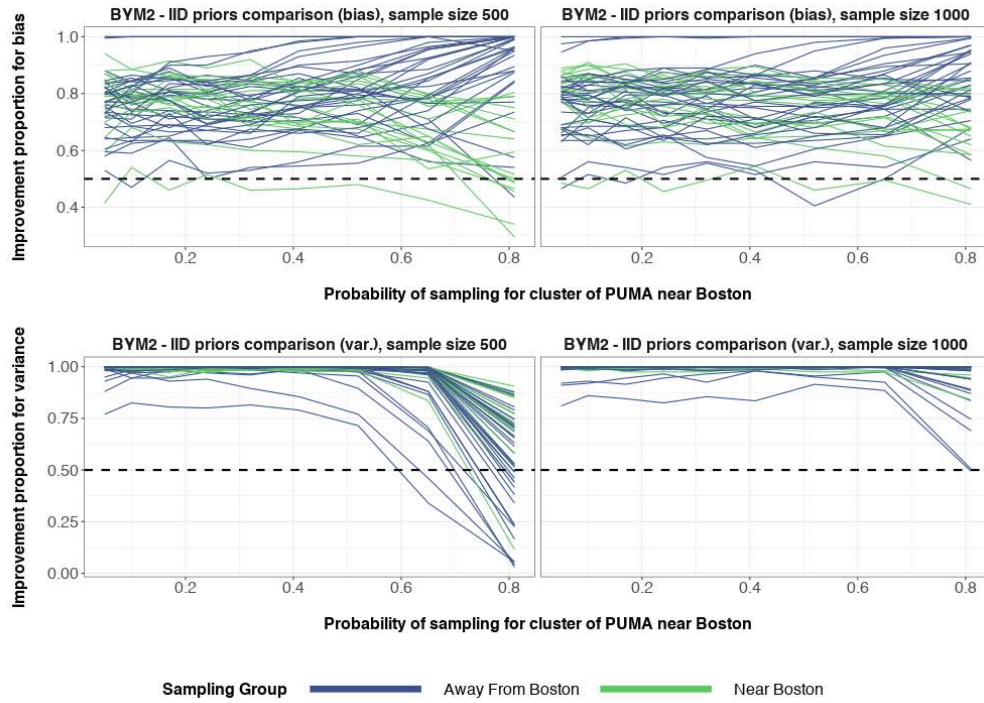 BYM2 - IID priors comparison (bias), sample size 500
BYM2 - IID priors comparison (bias), sample size 1000
Improvement proportion for bias
1.0
0.8
0.6
0.4
0.2
0.4
0.6
0.8
0.2
0.4
0.6
0.8
Probability of sampling for cluster of PUMA near Boston
BYM2 - IID priors comparison (var.), sample size 500
BYM2 - IID priors comparison (var.), sample size 1000
Improvement proportion for variance
1.00
0.75
0.50
0.25
0.00
0.2
0.4
0.6
0.8
0.2
0.4
0.6
0.8
Probability of sampling for cluster of PUMA near Boston
Sampling Group
Away From Boston
Near Boston